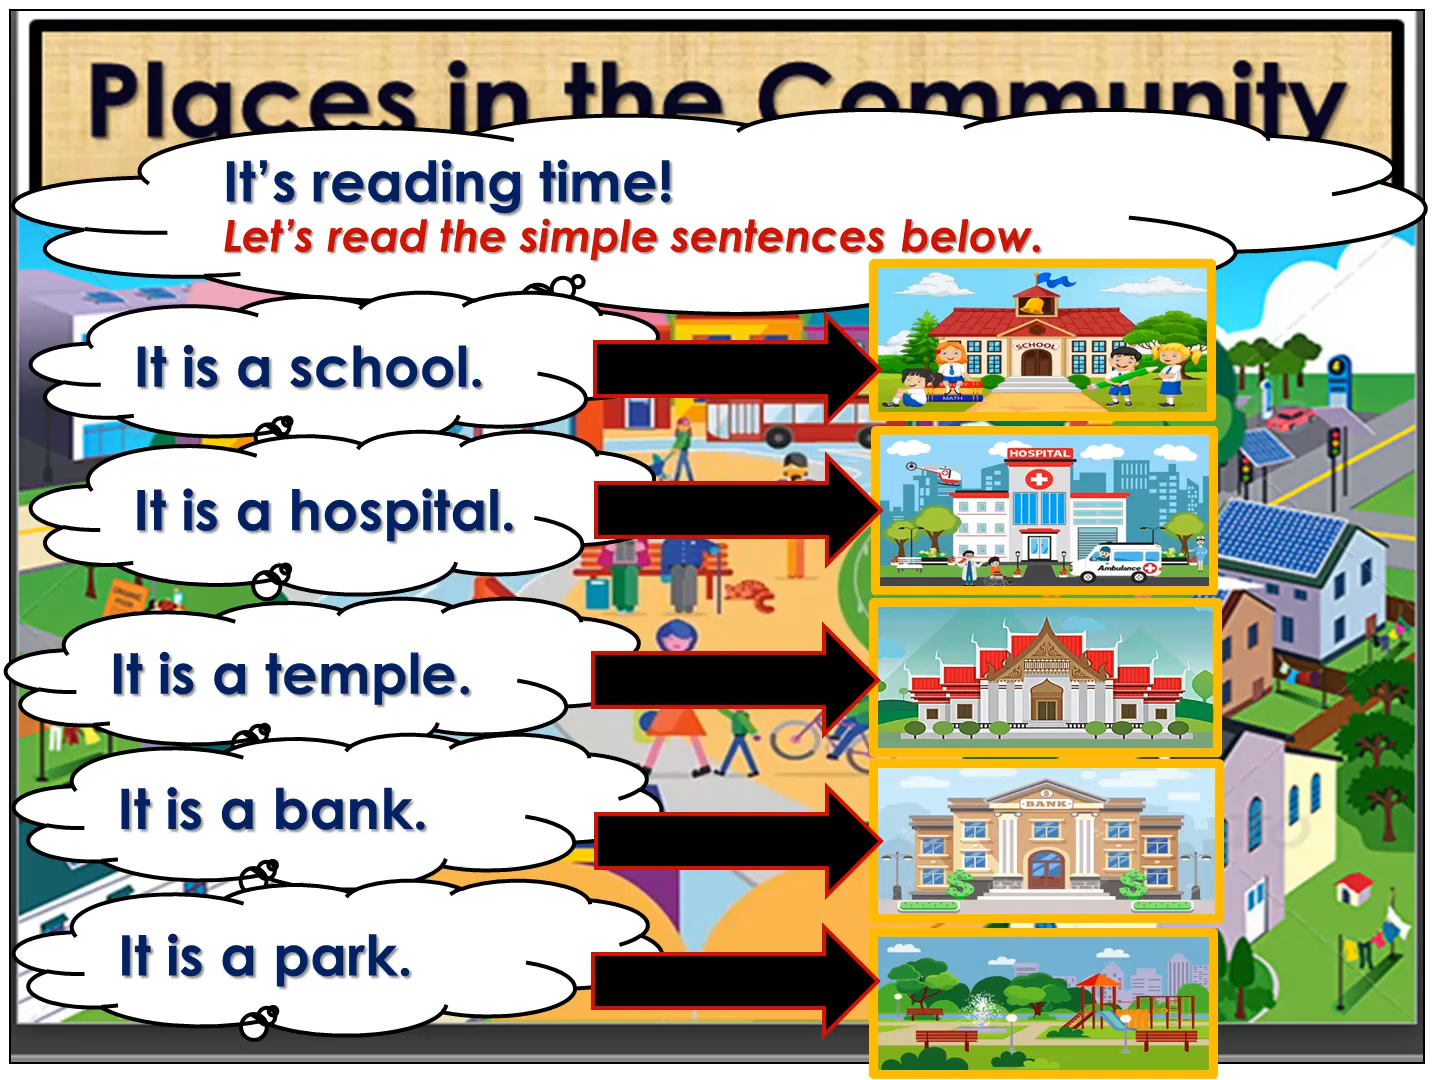 Places in the Community
It's reading time!
Let's read the simple sentences below.
It is a school.
SCHOOL
MATH
It is a hospital.
HOSPITAL
Ambulance
It is a temple.
It is a bank.
$
BANK
It is a park.